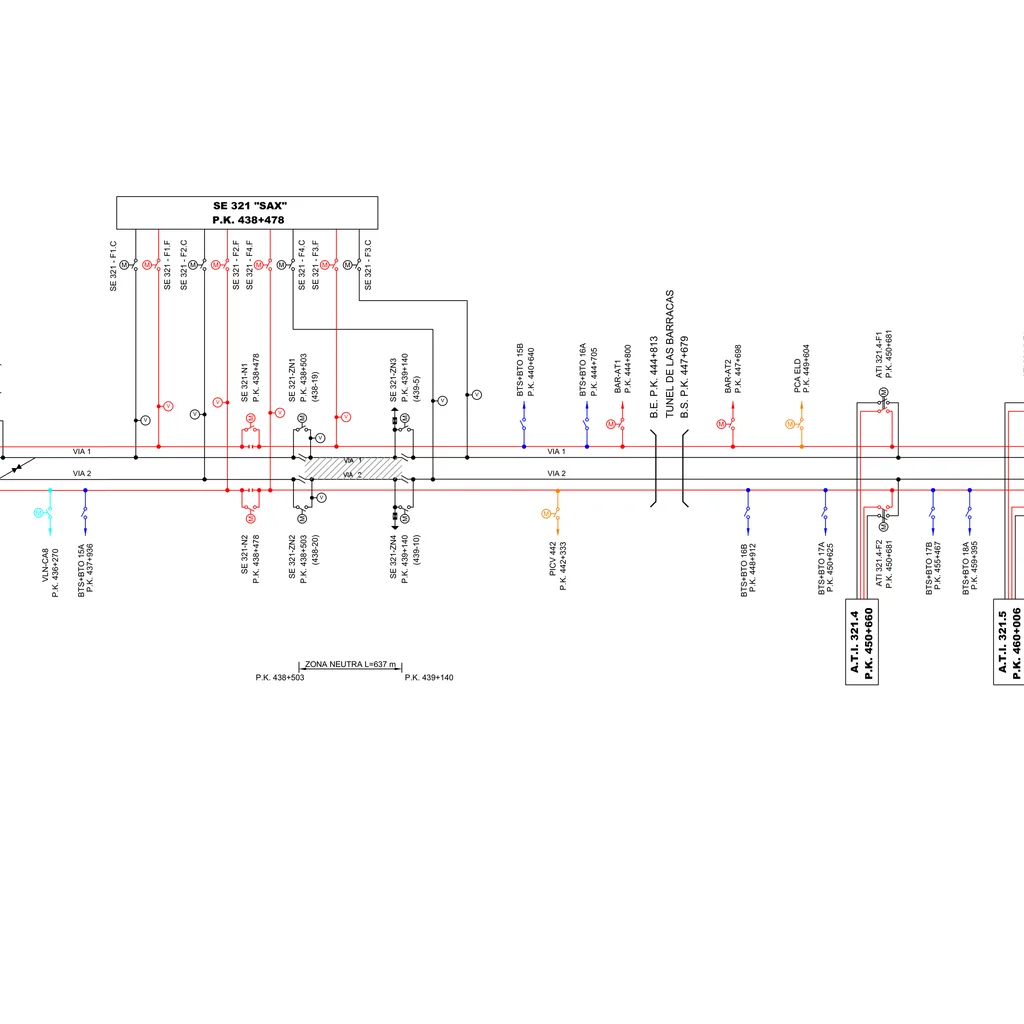 SE 321 "SAX"
P.K. 438+478
SE 321 - F1.C
SE 321 - F1.F
SE 321 - F2.C
SE 321 - F2.F
SE 321 - F4.F
SE 321 - F4.C
SE 321 - F3.F
SE 321 - F3.C
M
M
M
M
M
M
M
M
SE 321-N1
P.K. 438+478
SE 321-ZN1
P.K. 438+503
(438-19)
SE 321-ZN3
P.K. 439+140
(439-5)
BTS+BTO 15B
P.K. 440+640
BTS+BTO 16A
P.K. 444+705
BAR-AT1
P.K. 444+800
B.E. P.K. 444+813
TUNEL DE LAS BARRACAS
B.S. P.K. 447+679
BAR-AT2
P.K. 447+698
PCA ELD
P.K. 449+604
ATI 321.4-F1
P.K. 450+681
V
V
V
V
V
V
V
V
V
M
M
M
M
M
M
M
VIA 1
VIA 1
VIA 1
VIA 2
VIA 2
VIA 2
V
M
M
M
M
M
M
VLN-CA8
P.K. 436+270
BTS+BTO 15A
P.K. 437+936
SE 321-N2
P.K. 438+478
SE 321-ZN2
P.K. 438+503
(438-20)
SE 321-ZN4
P.K. 439+140
(439-10)
PICV 442
P.K. 442+333
BTS+BTO 16B
P.K. 448+912
BTS+BTO 17A
P.K. 450+625
ATI 321.4-F2
P.K. 450+681
BTS+BTO 17B
P.K. 455+467
BTS+BTO 18A
P.K. 459+395
A.T.I. 321.4
P.K. 450+660
A.T.I. 321.5
P.K. 460+006
ZONA NEUTRA L=637 m
P.K. 438+503
P.K. 439+140